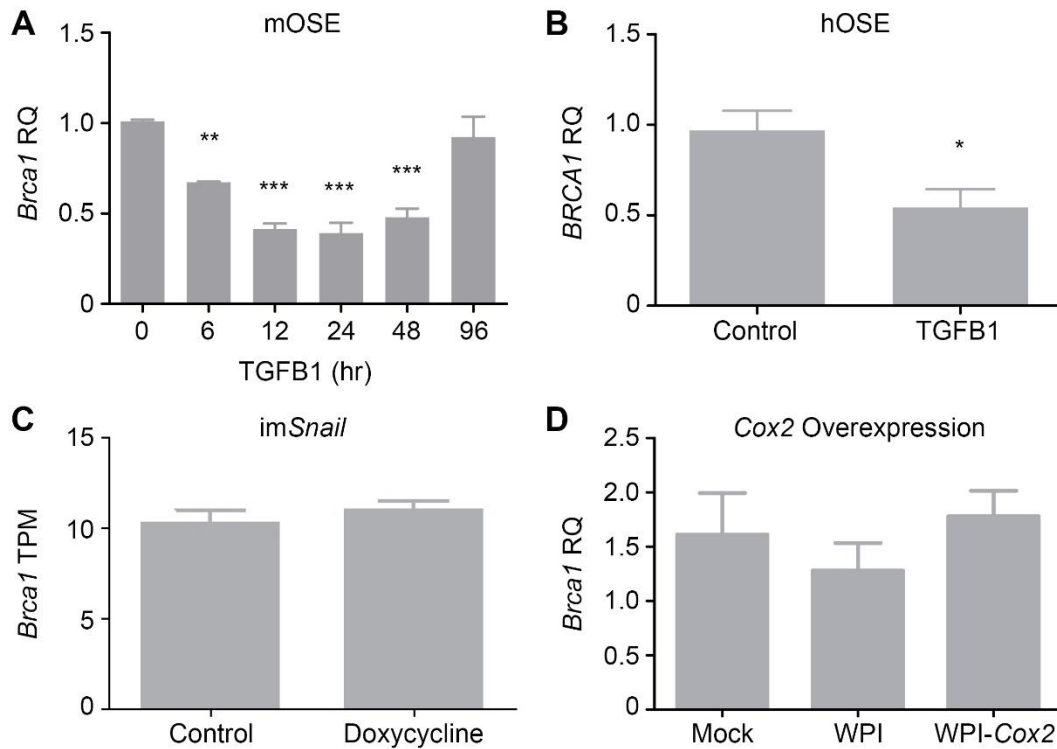 A
mOSE
Brca1 RQ
1.5
1.0
0.5
0
**
***
***
***
0 6 12 24 48 96
TGFB1 (hr)
B
hOSE
BRCA1 RQ
1.5
1.0
0.5
0
*
Control TGFB1
C
imSnail
Brca1 TPM
15
10
5
0
Control Doxycycline
D
Cox2 Overexpression
Brca1 RQ
2.5
2.0
1.5
1.0
0.5
0
Mock WPI WPI-Cox2